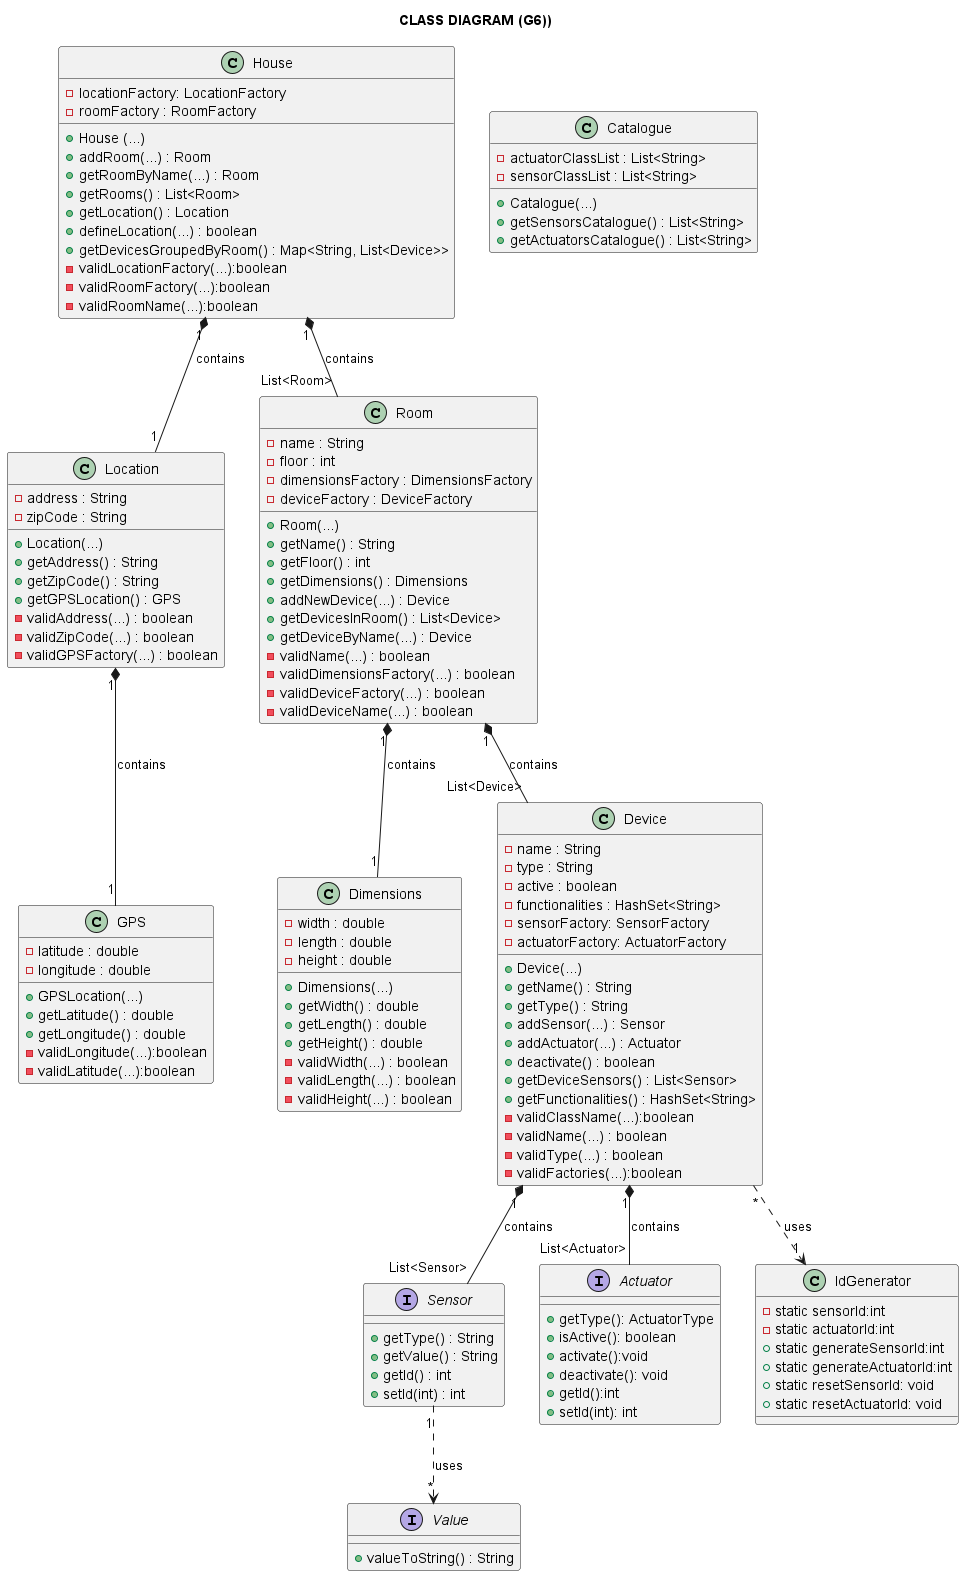 CLASS DIAGRAM (G6))
C House
locationFactory: LocationFactory
roomFactory : RoomFactory
House (...)
addRoom(...) : Room
getRoomByName(...) : Room
getRooms() : List<Room>
getLocation() : Location
defineLocation(...) : boolean
getDevicesGroupedByRoom() : Map<String, List<Device>>
validLocationFactory(...):boolean
validRoomFactory(...):boolean
validRoomName(...):boolean
C Catalogue
actuatorClassList : List<String>
sensorClassList : List<String>
Catalogue(...)
getSensorsCatalogue() : List<String>
getActuatorsCatalogue() : List<String>
1
contains
1
1
contains
List<Room>
C Location
address : String
zipCode : String
Location(...)
getAddress() : String
getZipCode() : String
getGPSLocation() : GPS
validAddress(...) : boolean
validZipCode(...) : boolean
validGPSFactory(...) : boolean
C Room
name : String
floor : int
dimensionsFactory : DimensionsFactory
deviceFactory : DeviceFactory
Room(...)
getName() : String
getFloor() : int
getDimensions() : Dimensions
addNewDevice(...) : Device
getDevicesInRoom() : List<Device>
getDeviceByName(...) : Device
validName(...) : boolean
validDimensionsFactory(...) : boolean
validDeviceFactory(...) : boolean
validDeviceName(...) : boolean
1
contains
1
1
contains
1
1
contains
List<Device>
C GPS
latitude : double
longitude : double
GPSLocation(...)
getLatitude() : double
getLongitude() : double
validLongitude(...):boolean
validLatitude(...):boolean
C Dimensions
width : double
length : double
height : double
Dimensions(...)
getWidth() : double
getLength() : double
getHeight() : double
validWidth(...) : boolean
validLength(...) : boolean
validHeight(...) : boolean
C Device
name : String
type : String
active : boolean
functionalities : HashSet<String>
sensorFactory: SensorFactory
actuatorFactory: ActuatorFactory
Device(...)
getName() : String
getType() : String
addSensor(...) : Sensor
addActuator(...) : Actuator
deactivate() : boolean
getDeviceSensors() : List<Sensor>
getFunctionalities() : HashSet<String>
validClassName(...):boolean
validName(...) : boolean
validType(...) : boolean
validFactories(...):boolean
1
contains
List<Sensor>
1
contains
List<Actuator>
*
uses
1
I Sensor
getType() : String
getValue() : String
getId() : int
setId(int) : int
I Actuator
getType(): ActuatorType
isActive(): boolean
activate():void
deactivate(): void
getId():int
setId(int): int
C IdGenerator
static sensorId:int
static actuatorId:int
static generateSensorId:int
static generateActuatorId:int
static resetSensorId: void
static resetActuatorId: void
1
uses
*
I Value
valueToString() : String